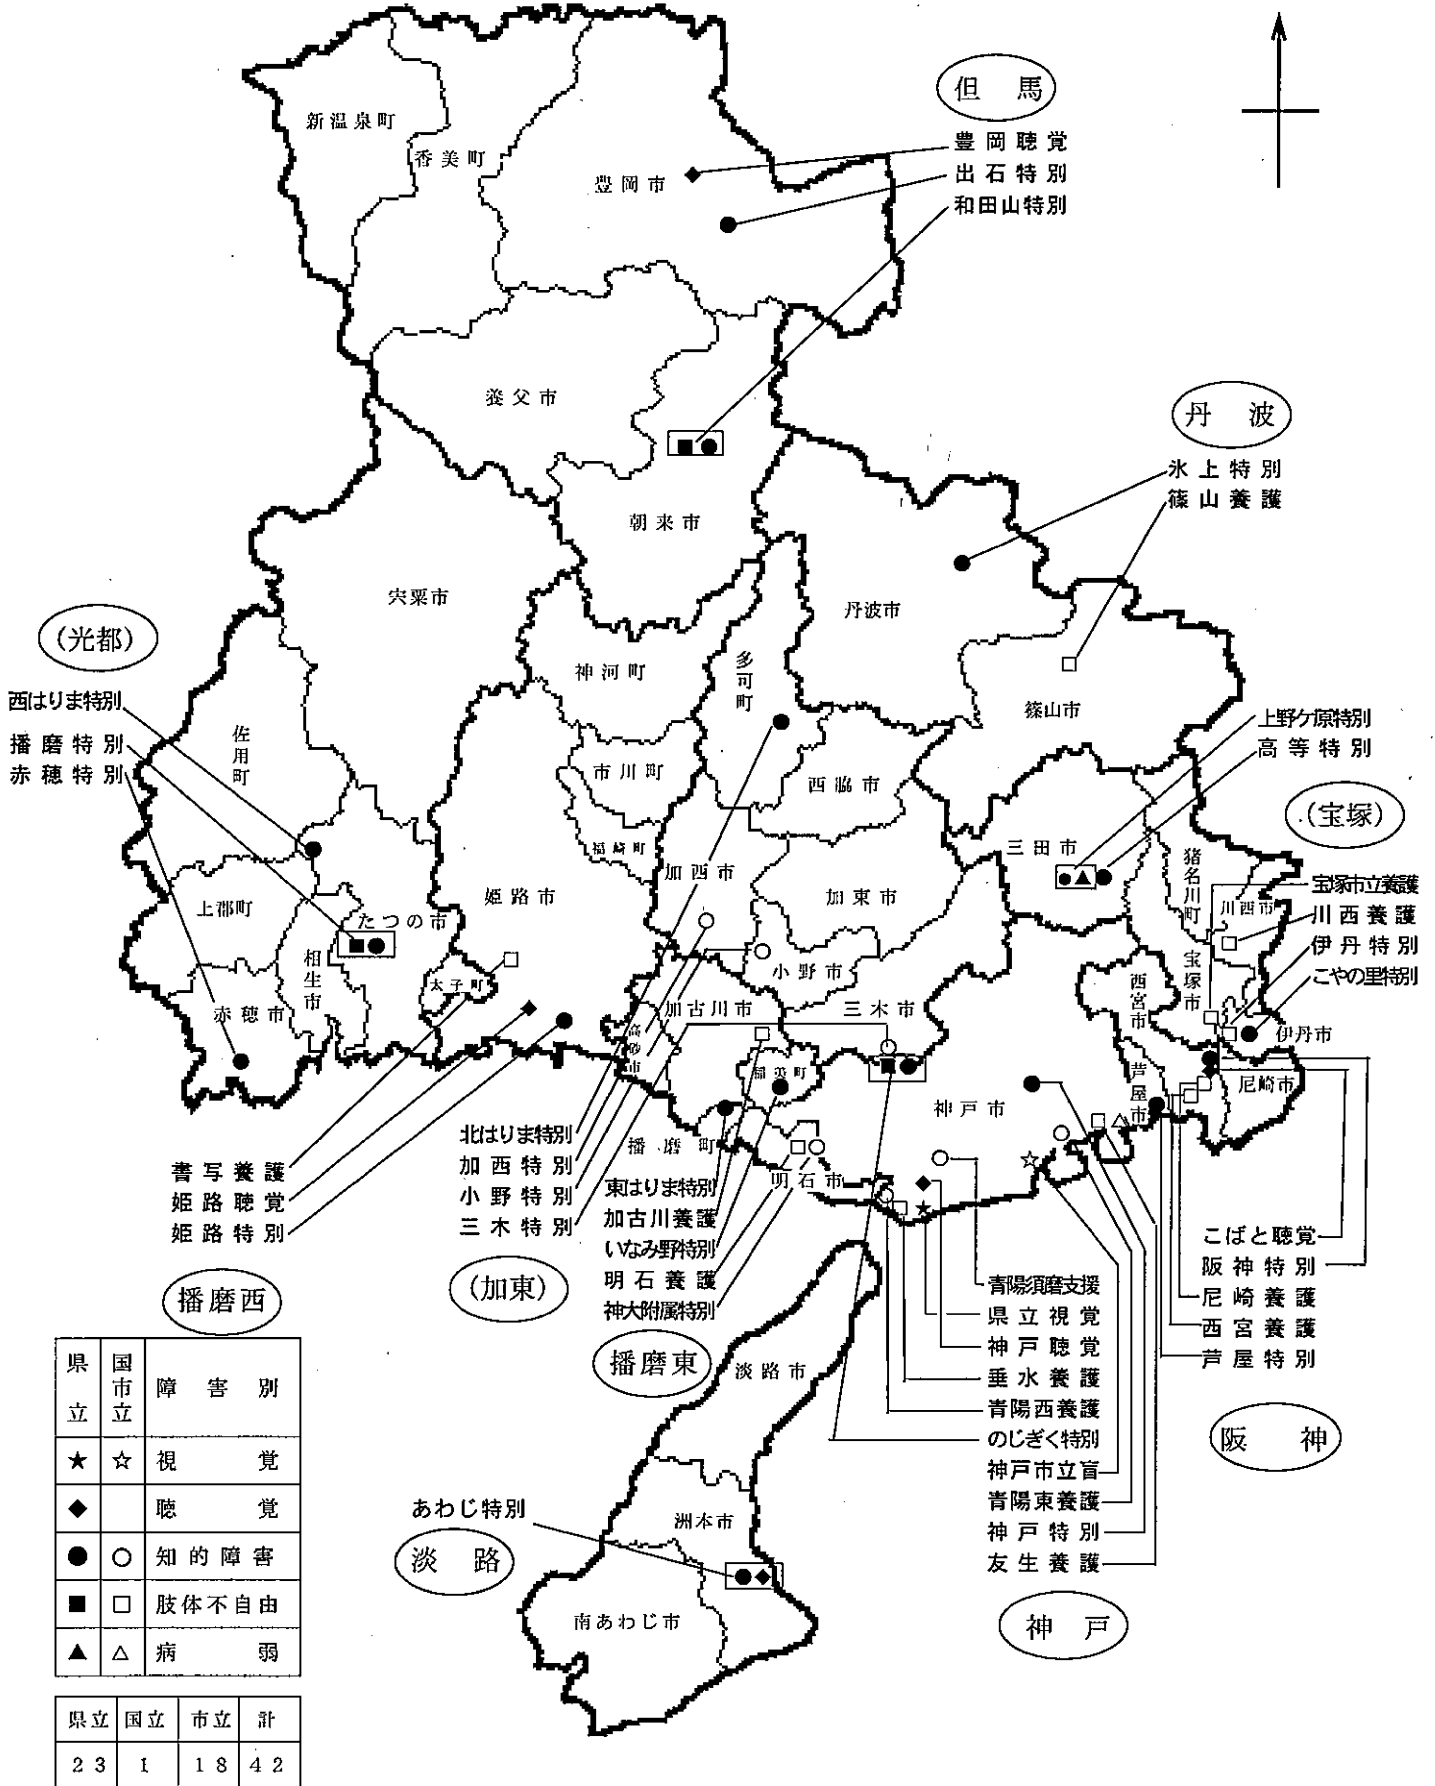 但馬
豊岡聴覚
出石特別
和田山特別
新温泉町
香美町
豊岡市
養父市
朝来市
丹波
氷上特別
篠山養護
丹波市
篠山市
宍粟市
神河町
多可町
市川町
福崎町
西脇市
(光都)
西はりま特別
播磨特別
赤穂特別
佐用町
上郡町
赤穂市
相生市
たつの市
太子町
姫路市
加西市
加東市
小野市
三木市
加古川市
高砂市
稲美町
播磨町
明石市
神戸市
三田市
猪名川町
川西市
宝塚市
西宮市
芦屋市
伊丹市
尼崎市
上野ケ原特別
高等特別
(宝塚)
宝塚市立養護
川西養護
伊丹特別
こやの里特別
書写養護
姫路聴覚
姫路特別
播磨西
北はりま特別
加西特別
小野特別
三木特別
(加東)
東はりま特別
加古川養護
いなみ野特別
明石養護
神大附属特別
播磨東
青陽須磨支援
県立視覚
神戸聴覚
垂水養護
青陽西養護
のじぎく特別
神戸市立盲
青陽東養護
神戸特別
友生養護
神戸
こばと聴覚
阪神特別
尼崎養護
西宮養護
芦屋特別
阪神
淡路市
洲本市
南あわじ市
あわじ特別
淡路
県立 国市立 障害別
★ ☆ 視覚
◆ 聴覚
● ○ 知的障害
■ □ 肢体不自由
▲ △ 病弱
県立 国立 市立 計
23 1 18 42